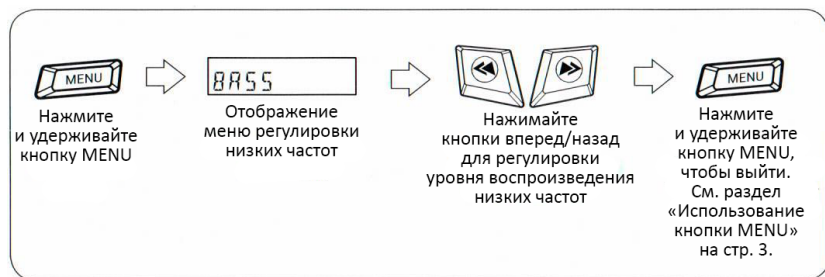 MENU
Нажмите
и удерживайте
кнопку MENU
BASS
Отображение
меню регулировки
низких частот
Нажимайте
кнопки вперед/назад
для регулировки
уровня воспроизведения
низких частот
MENU
Нажмите
и удерживайте
кнопку MENU,
чтобы выйти.
См. раздел
«Использование
кнопки MENU»
на стр. 3.